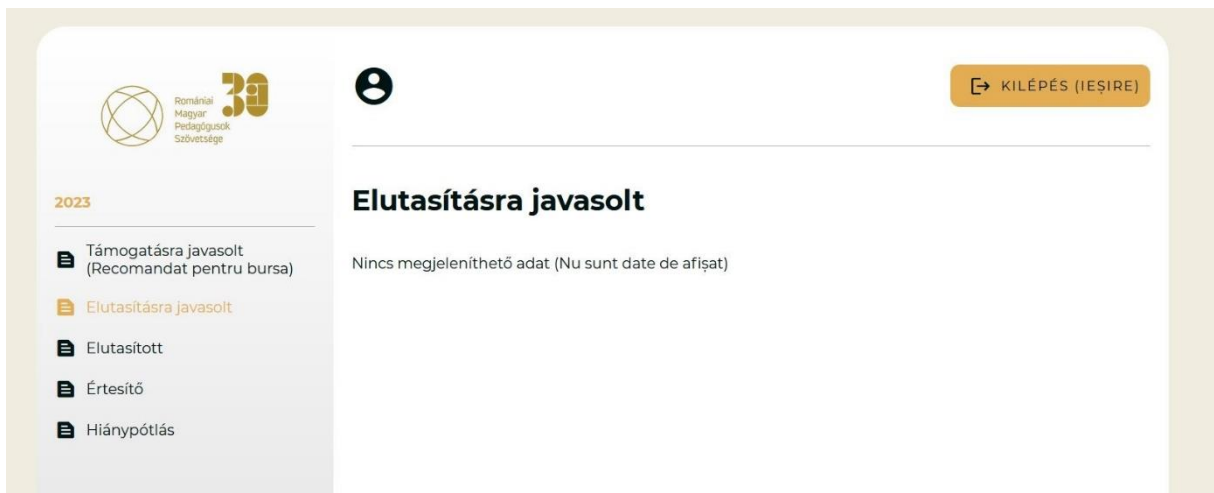 Romániai
Magyar
Pedagógusok
Szövetsége
30
KILÉPÉS (IEȘIRE)
2023
Támogatásra javasolt
(Recomandat pentru bursa)
Elutasításra javasolt
Elutasított
Értesítő
Hiánypótlás
Elutasításra javasolt
Nincs megjeleníthető adat (Nu sunt date de afișat)